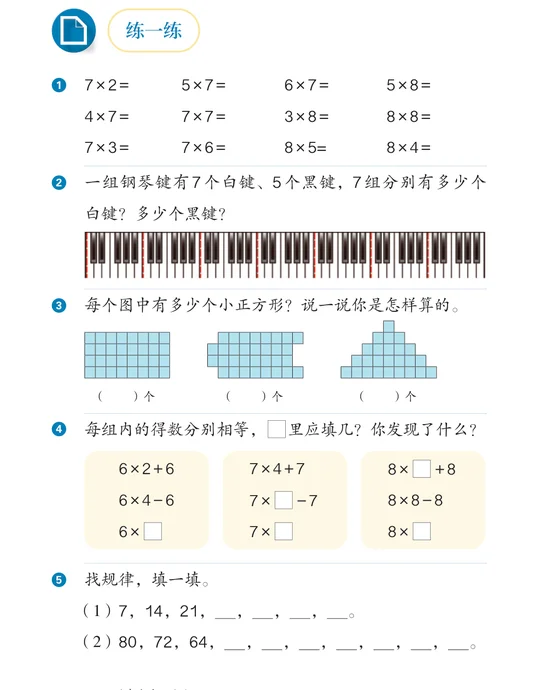 练一练
1 7×2= 5×7= 6×7= 5×8=
4×7= 7×7= 3×8= 8×8=
7×3= 7×6= 8×5= 8×4=
2 一组钢琴键有7个白键、5个黑键，7组分别有多少个
白键？多少个黑键？
3 每个图中有多少个小正方形？说一说你是怎样算的。
（ ）个 （ ）个 （ ）个
4 每组内的得数分别相等，□里应填几？你发现了什么？
6×2+6 7×4+7 8×□+8
6×4-6 7×□-7 8×8-8
6×□ 7×□ 8×□
5 找规律，填一填。
（1）7，14，21，__，__，__，__。
（2）80，72，64，__，__，__，__，__，__，__。